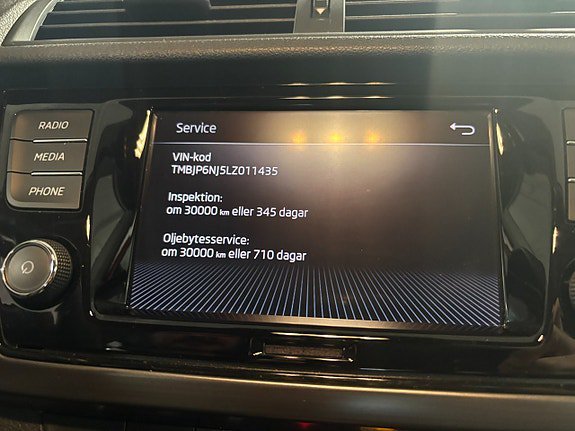 RADIO
MEDIA
PHONE
Service
VIN-kod
TMBJP6NJ5LZ011435
Inspektion:
om 30000 km eller 345 dagar
Oljebytesservice:
om 30000 km eller 710 dagar